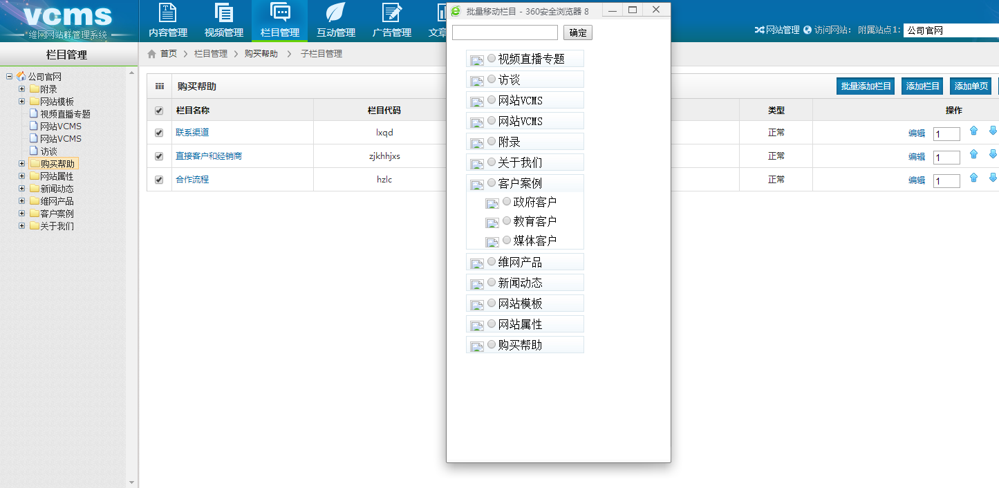 vcms
维网网站群管理系统
内容管理 视频管理 栏目管理 互动管理 广告管理
网站管理 访问网站: 附属站点1: 公司官网
栏目管理
首页 栏目管理 购买帮助 子栏目管理
公司官网
附录
网站模板
视频直播专题
网站VCMS
网站VCMS
访谈
购买帮助
网站属性
新闻动态
维网产品
客户案例
关于我们
购买帮助
批量添加栏目 添加栏目 添加单页
栏目名称 栏目代码 类型 操作
联系渠道 lxqd 正常 编辑 1
直接客户和经销商 zjkhhjxs 正常 编辑 1
合作流程 hzlc 正常 编辑 1
批量移动栏目 - 360安全浏览器 8
确定
视频直播专题
访谈
网站VCMS
网站VCMS
附录
关于我们
客户案例
政府客户
教育客户
媒体客户
维网产品
新闻动态
网站模板
网站属性
购买帮助